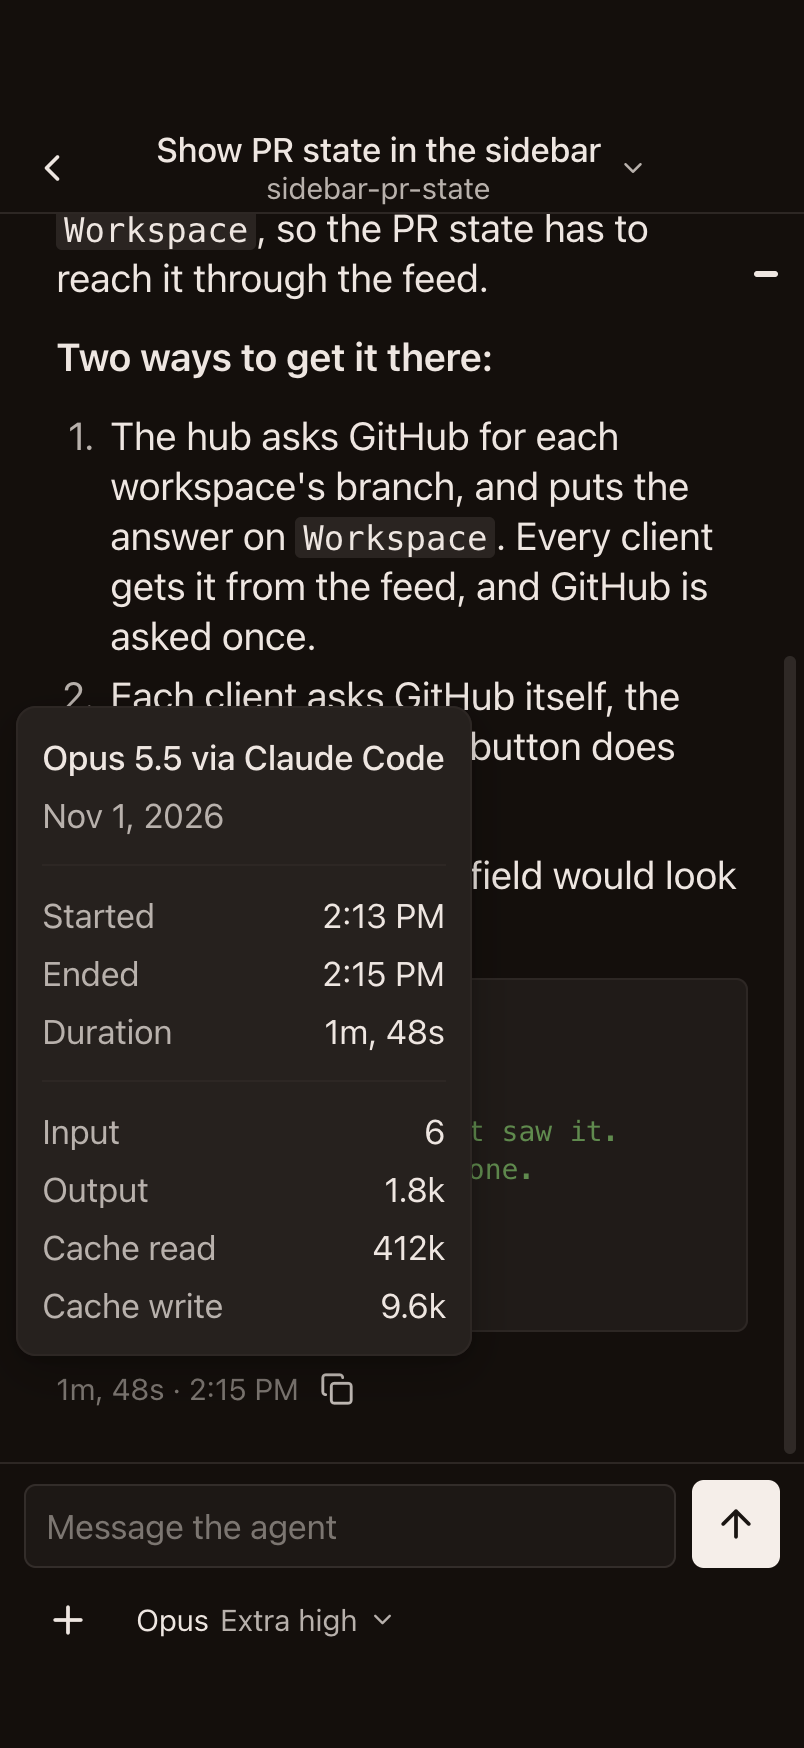 Show PR state in the sidebar
sidebar-pr-state
Workspace, so the PR state has to
reach it through the feed.
Two ways to get it there:
1. The hub asks GitHub for each
workspace's branch, and puts the
answer on Workspace. Every client
gets it from the feed, and GitHub is
asked once.
2. Each client asks GitHub itself, the
button does
Opus 5.5 via Claude Code
Nov 1, 2026
field would look
Started 2:13 PM
Ended 2:15 PM
Duration 1m, 48s
Input 6
t saw it.
Output 1.8k
one.
Cache read 412k
Cache write 9.6k
1m, 48s · 2:15 PM
Message the agent
Opus Extra high